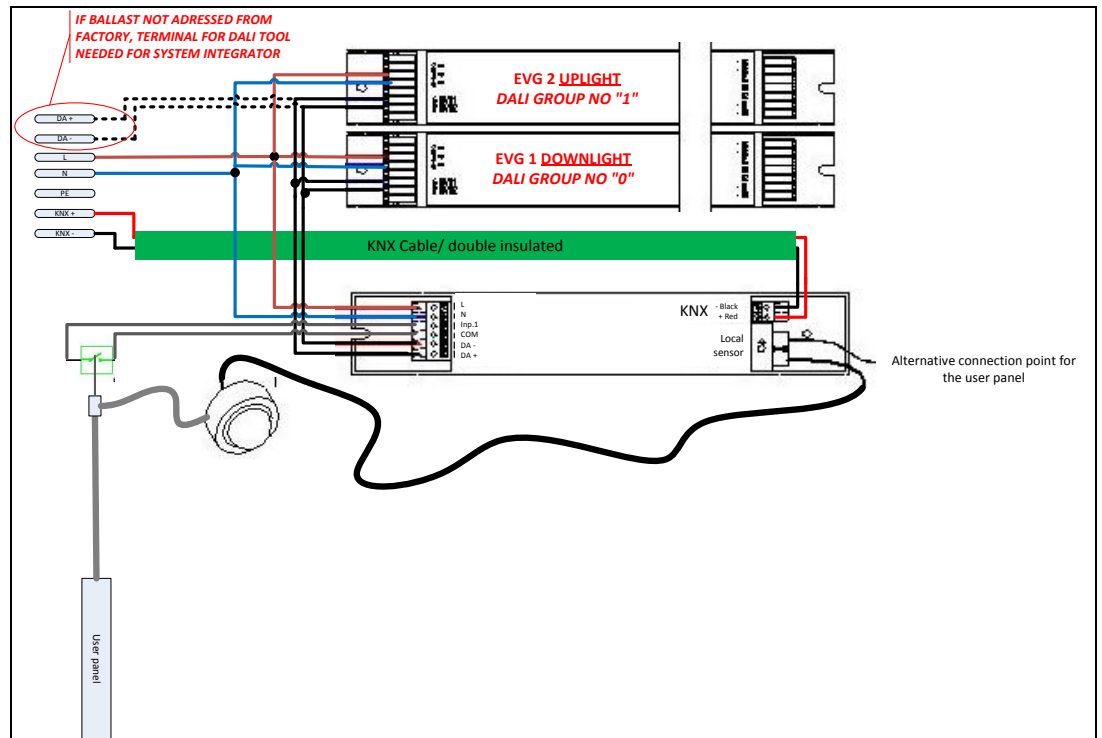 IF BALLAST NOT ADRESSED FROM
FACTORY, TERMINAL FOR DALI TOOL
NEEDED FOR SYSTEM INTEGRATOR
EVG 2 UPLIGHT
DALI GROUP NO "1"
DA +
DA -
L
N
PE
KNX +
KNX -
EVG 1 DOWNLIGHT
DALI GROUP NO "0"
KNX Cable/ double insulated
L
N
Inp.1
COM
DA -
DA +
KNX
- Black
+ Red
Local
sensor
Alternative connection point for
the user panel
User panel